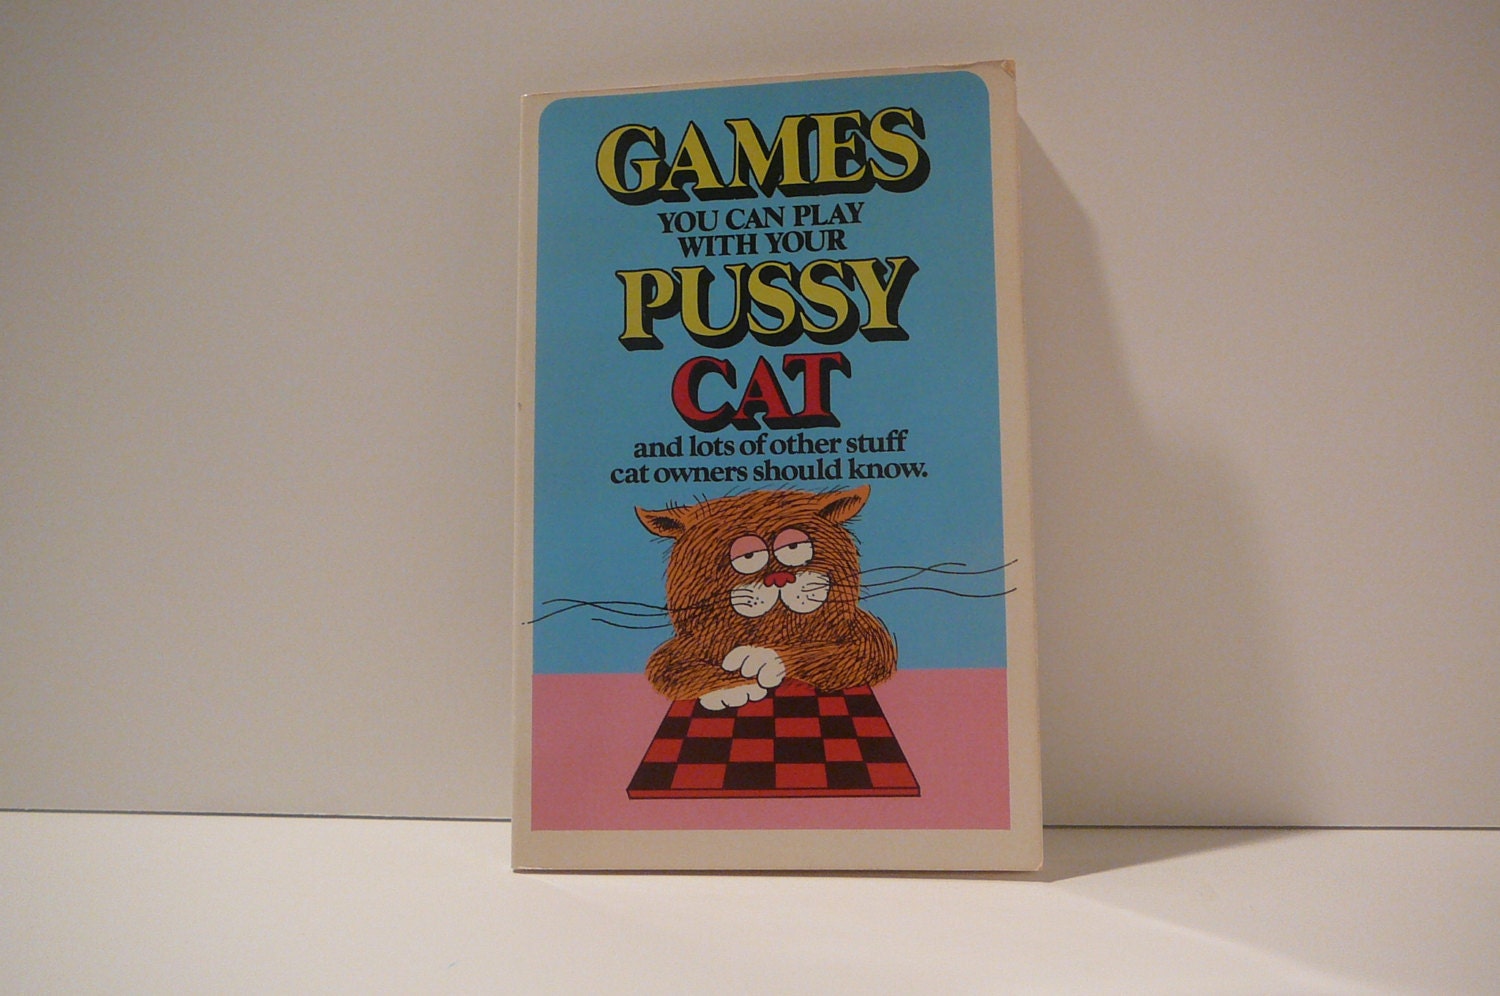 GAMES
YOU CAN PLAY
WITH YOUR
PUSSY
CAT
and lots of other stuff
cat owners should know.